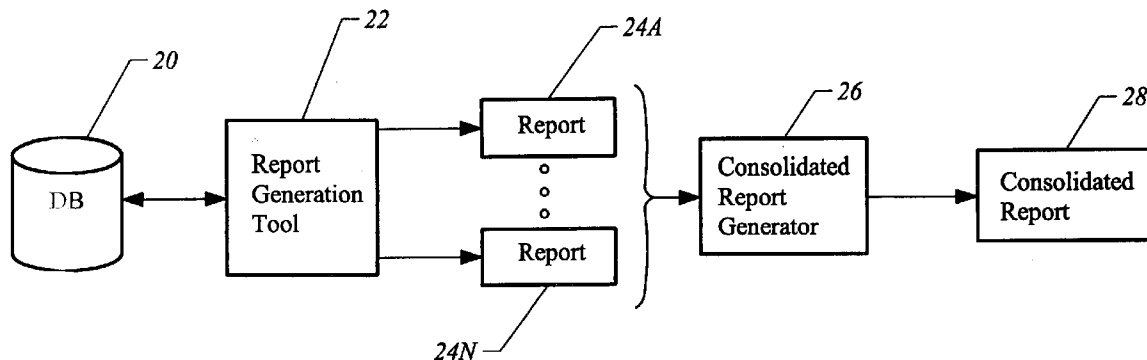 20
22
24A
26
28
DB
Report
Generation
Tool
Report
Report
24N
Consolidated
Report
Generator
Consolidated
Report